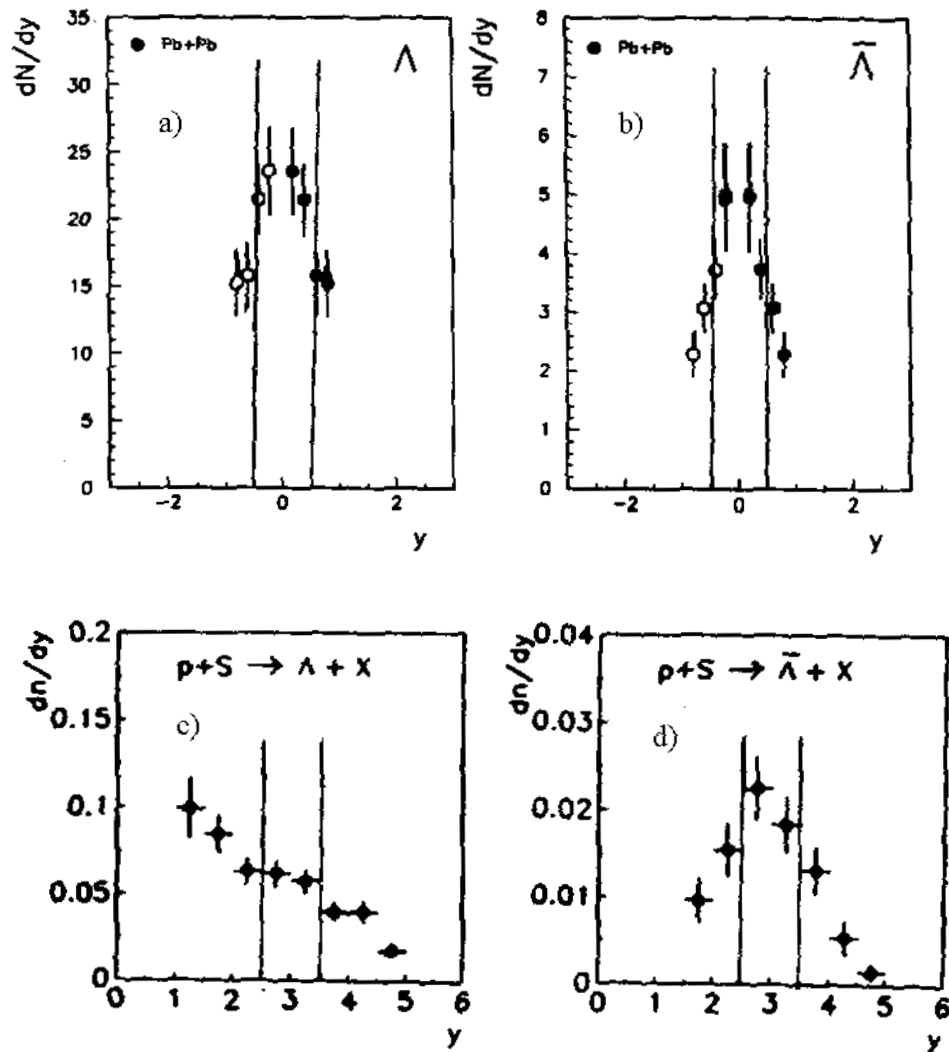 dN/dy
35
30
25
20
15
10
5
0
Pb+Pb
Λ
a)
−2
0
2
y
dN/dy
8
7
6
5
4
3
2
1
0
Pb+Pb
Λ̅
b)
−2
0
2
y
dn/dy
0.2
0.15
0.1
0.05
0
p+S → Λ + X
c)
0 1 2 3 4 5 6
y
dn/dy
0.04
0.03
0.02
0.01
0
p+S → Λ̅ + X
d)
0 1 2 3 4 5 6
y